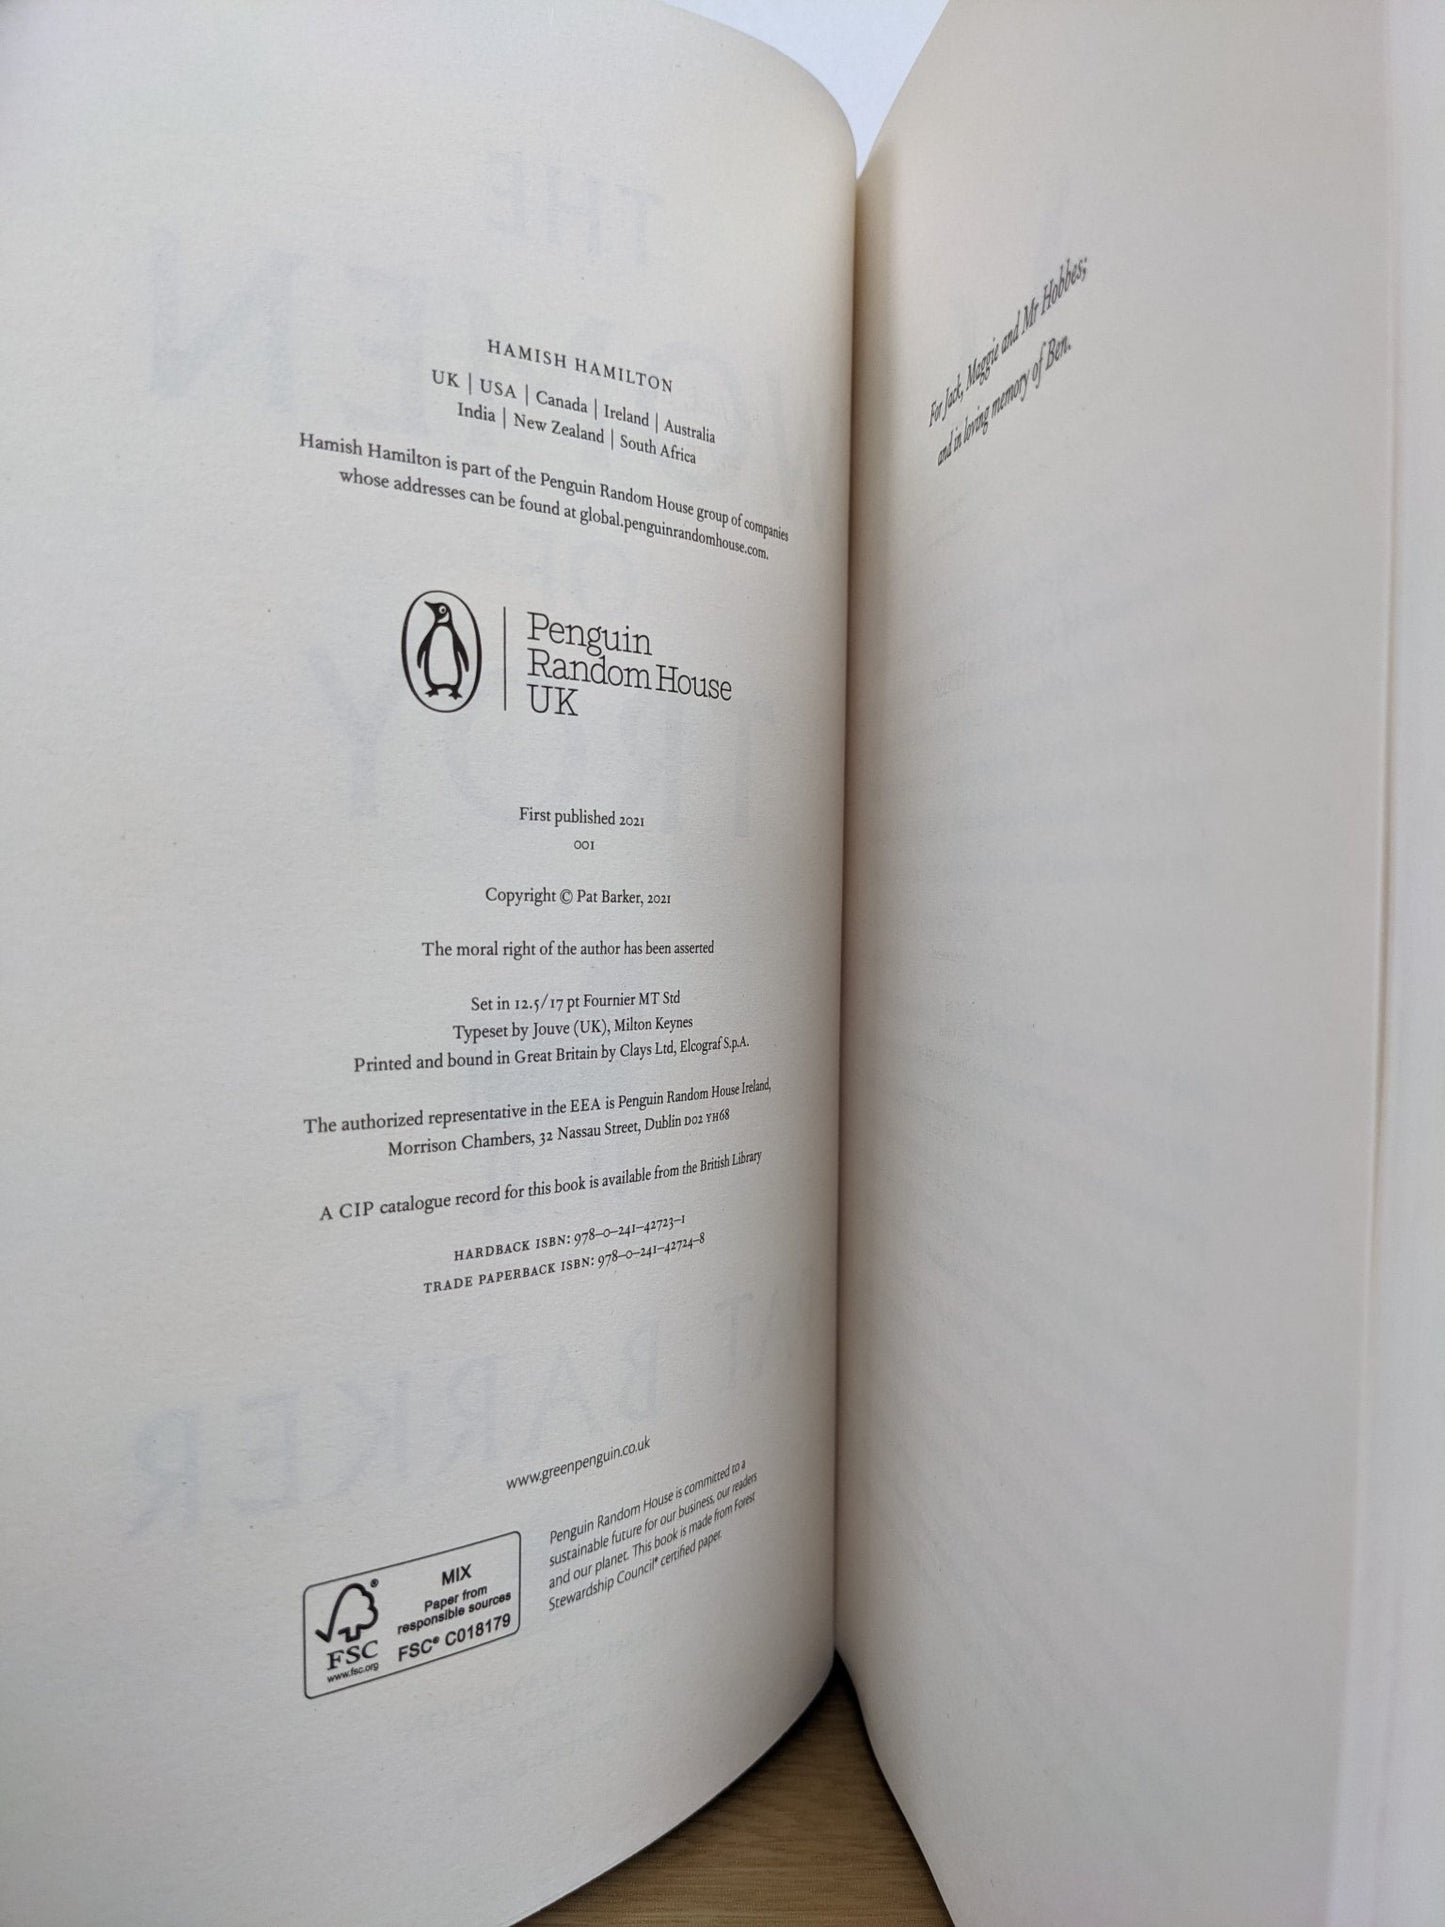 HAMISH HAMILTON
UK | USA | Canada | Ireland | Australia
India | New Zealand | South Africa
Hamish Hamilton is part of the Penguin Random House group of companies
whose addresses can be found at global.penguinrandomhouse.com.
Penguin
Random House
UK
First published 2021
001
Copyright © Pat Barker, 2021
The moral right of the author has been asserted
Set in 12.5/17 pt Fournier MT Std
Typeset by Jouve (UK), Milton Keynes
Printed and bound in Great Britain by Clays Ltd, Elcograf S.p.A.
The authorized representative in the EEA is Penguin Random House Ireland,
Morrison Chambers, 32 Nassau Street, Dublin D02 YH68
A CIP catalogue record for this book is available from the British Library
HARDBACK ISBN: 978–0–241–42723–1
TRADE PAPERBACK ISBN: 978–0–241–42724–8
www.greenpenguin.co.uk
MIX
Paper from
responsible sources
FSC® C018179
FSC
www.fsc.org
®
Penguin Random House is committed to a
sustainable future for our business, our readers
and our planet. This book is made from Forest
Stewardship Council® certified paper.
For Jack, Maggie and Mr Hobbes;
and in loving memory of Ben.